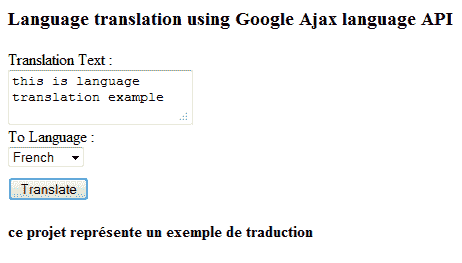 Language translation using Google Ajax language API
Translation Text :
this is language
translation example
To Language :
French
Translate
ce projet représente un exemple de traduction